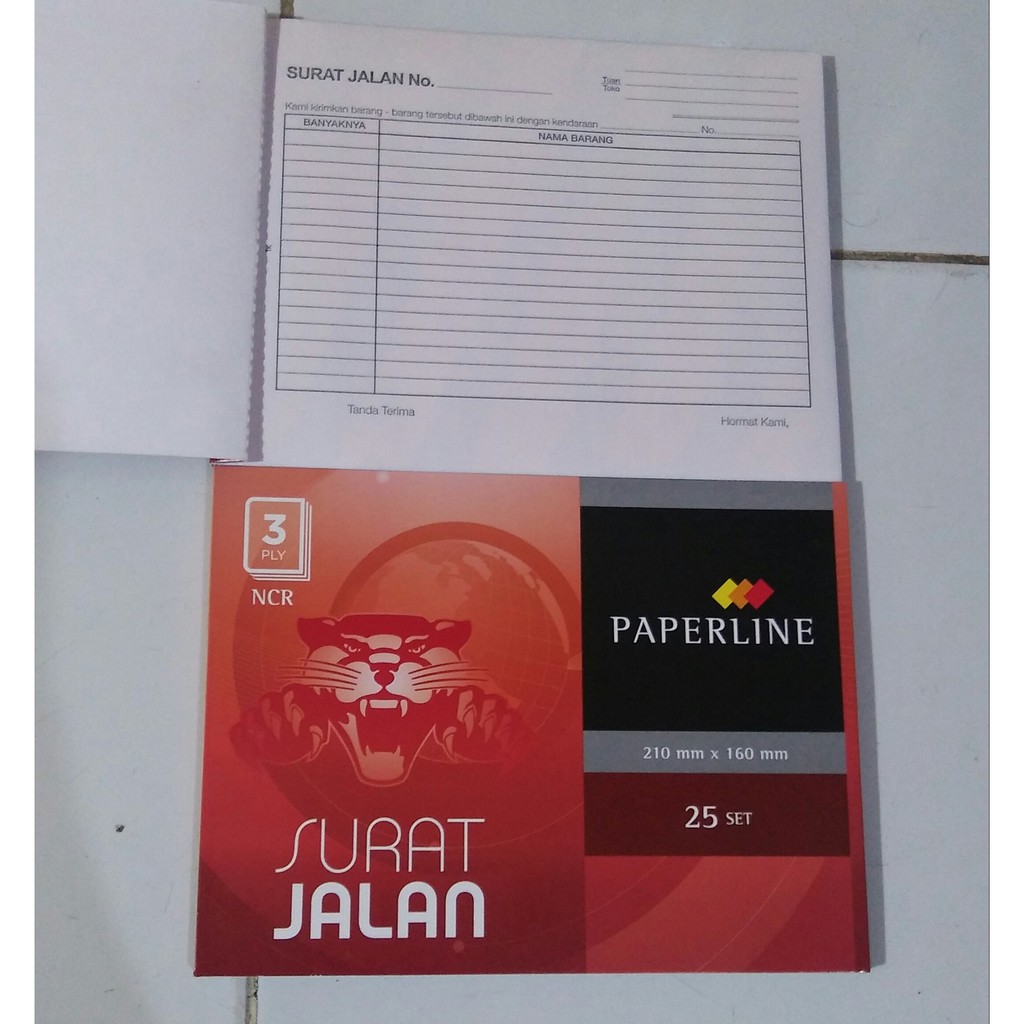 SURAT JALAN No.
Tuan
Toko
Kami kirimkan barang - barang tersebut dibawah ini dengan kendaraan
No.
BANYAKNYA
NAMA BARANG
Tanda Terima
Hormat Kami,
3
PLY
NCR
PAPERLINE
210 mm x 160 mm
25 SET
SURAT
JALAN